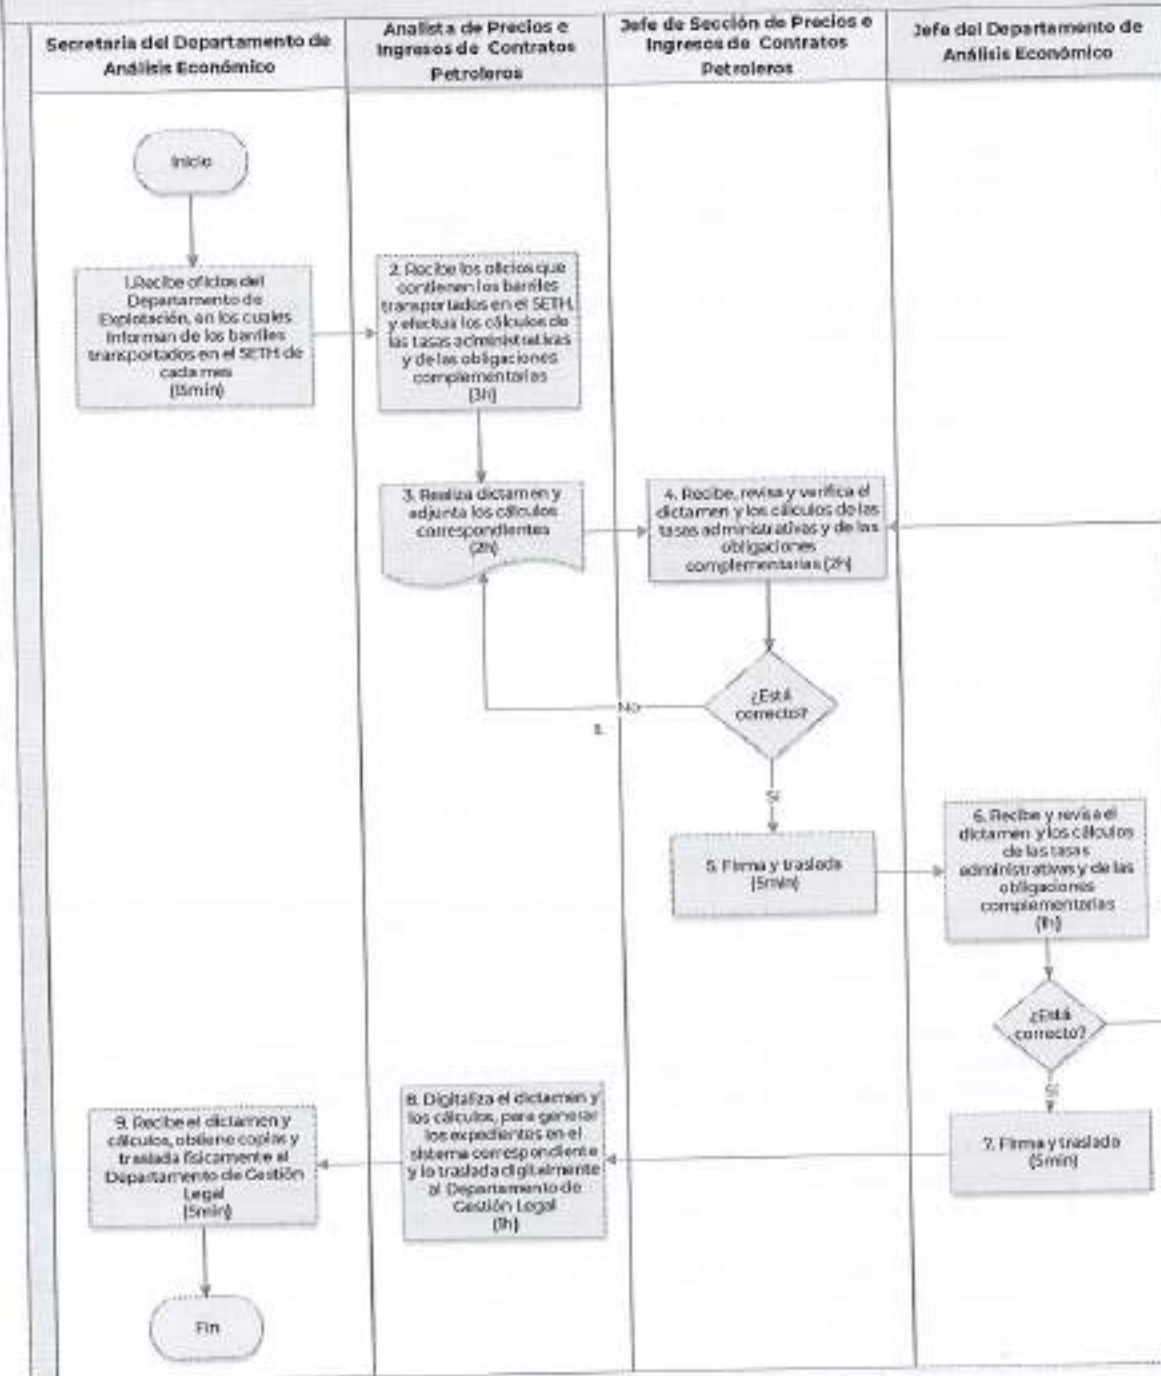 Secretaria del Departamento de
Análisis Económico
Analista de Precios e
Ingresos de Contratos
Petroleros
Jefe de Sección de Precios e
Ingresos de Contratos
Petroleros
Jefe del Departamento de
Análisis Económico
Inicio
1.Recibe oficios del
Departamento de
Explotación, en los cuales
informan de los barriles
transportados en el SETH de
cada mes
(15min)
2. Recibe los oficios que
contienen los barriles
transportados en el SETH,
y efectua los cálculos de
las tasas administrativas
y de las obligaciones
complementarias
(3h)
3. Realiza dictamen y
adjunta los cálculos
correspondientes
(2h)
4. Recibe, revisa y verifica el
dictamen y los cálculos de las
tasas administrativas y de las
obligaciones
complementarias (2h)
¿Está
correcto?
No
Sí
5. Firma y traslada
(5min)
6. Recibe y revisa el
dictamen y los cálculos
de las tasas
administrativas y de las
obligaciones
complementarias
(1h)
¿Está
correcto?
Sí
7. Firma y traslada
(5min)
8. Digitaliza el dictamen y
los cálculos, para generar
los expedientes en el
sistema correspondiente
y lo traslada digitalmente
al Departamento de
Gestión Legal
(1h)
9. Recibe el dictamen y
cálculos, obtiene copias y
traslada físicamente al
Departamento de Gestión
Legal
(5min)
Fin